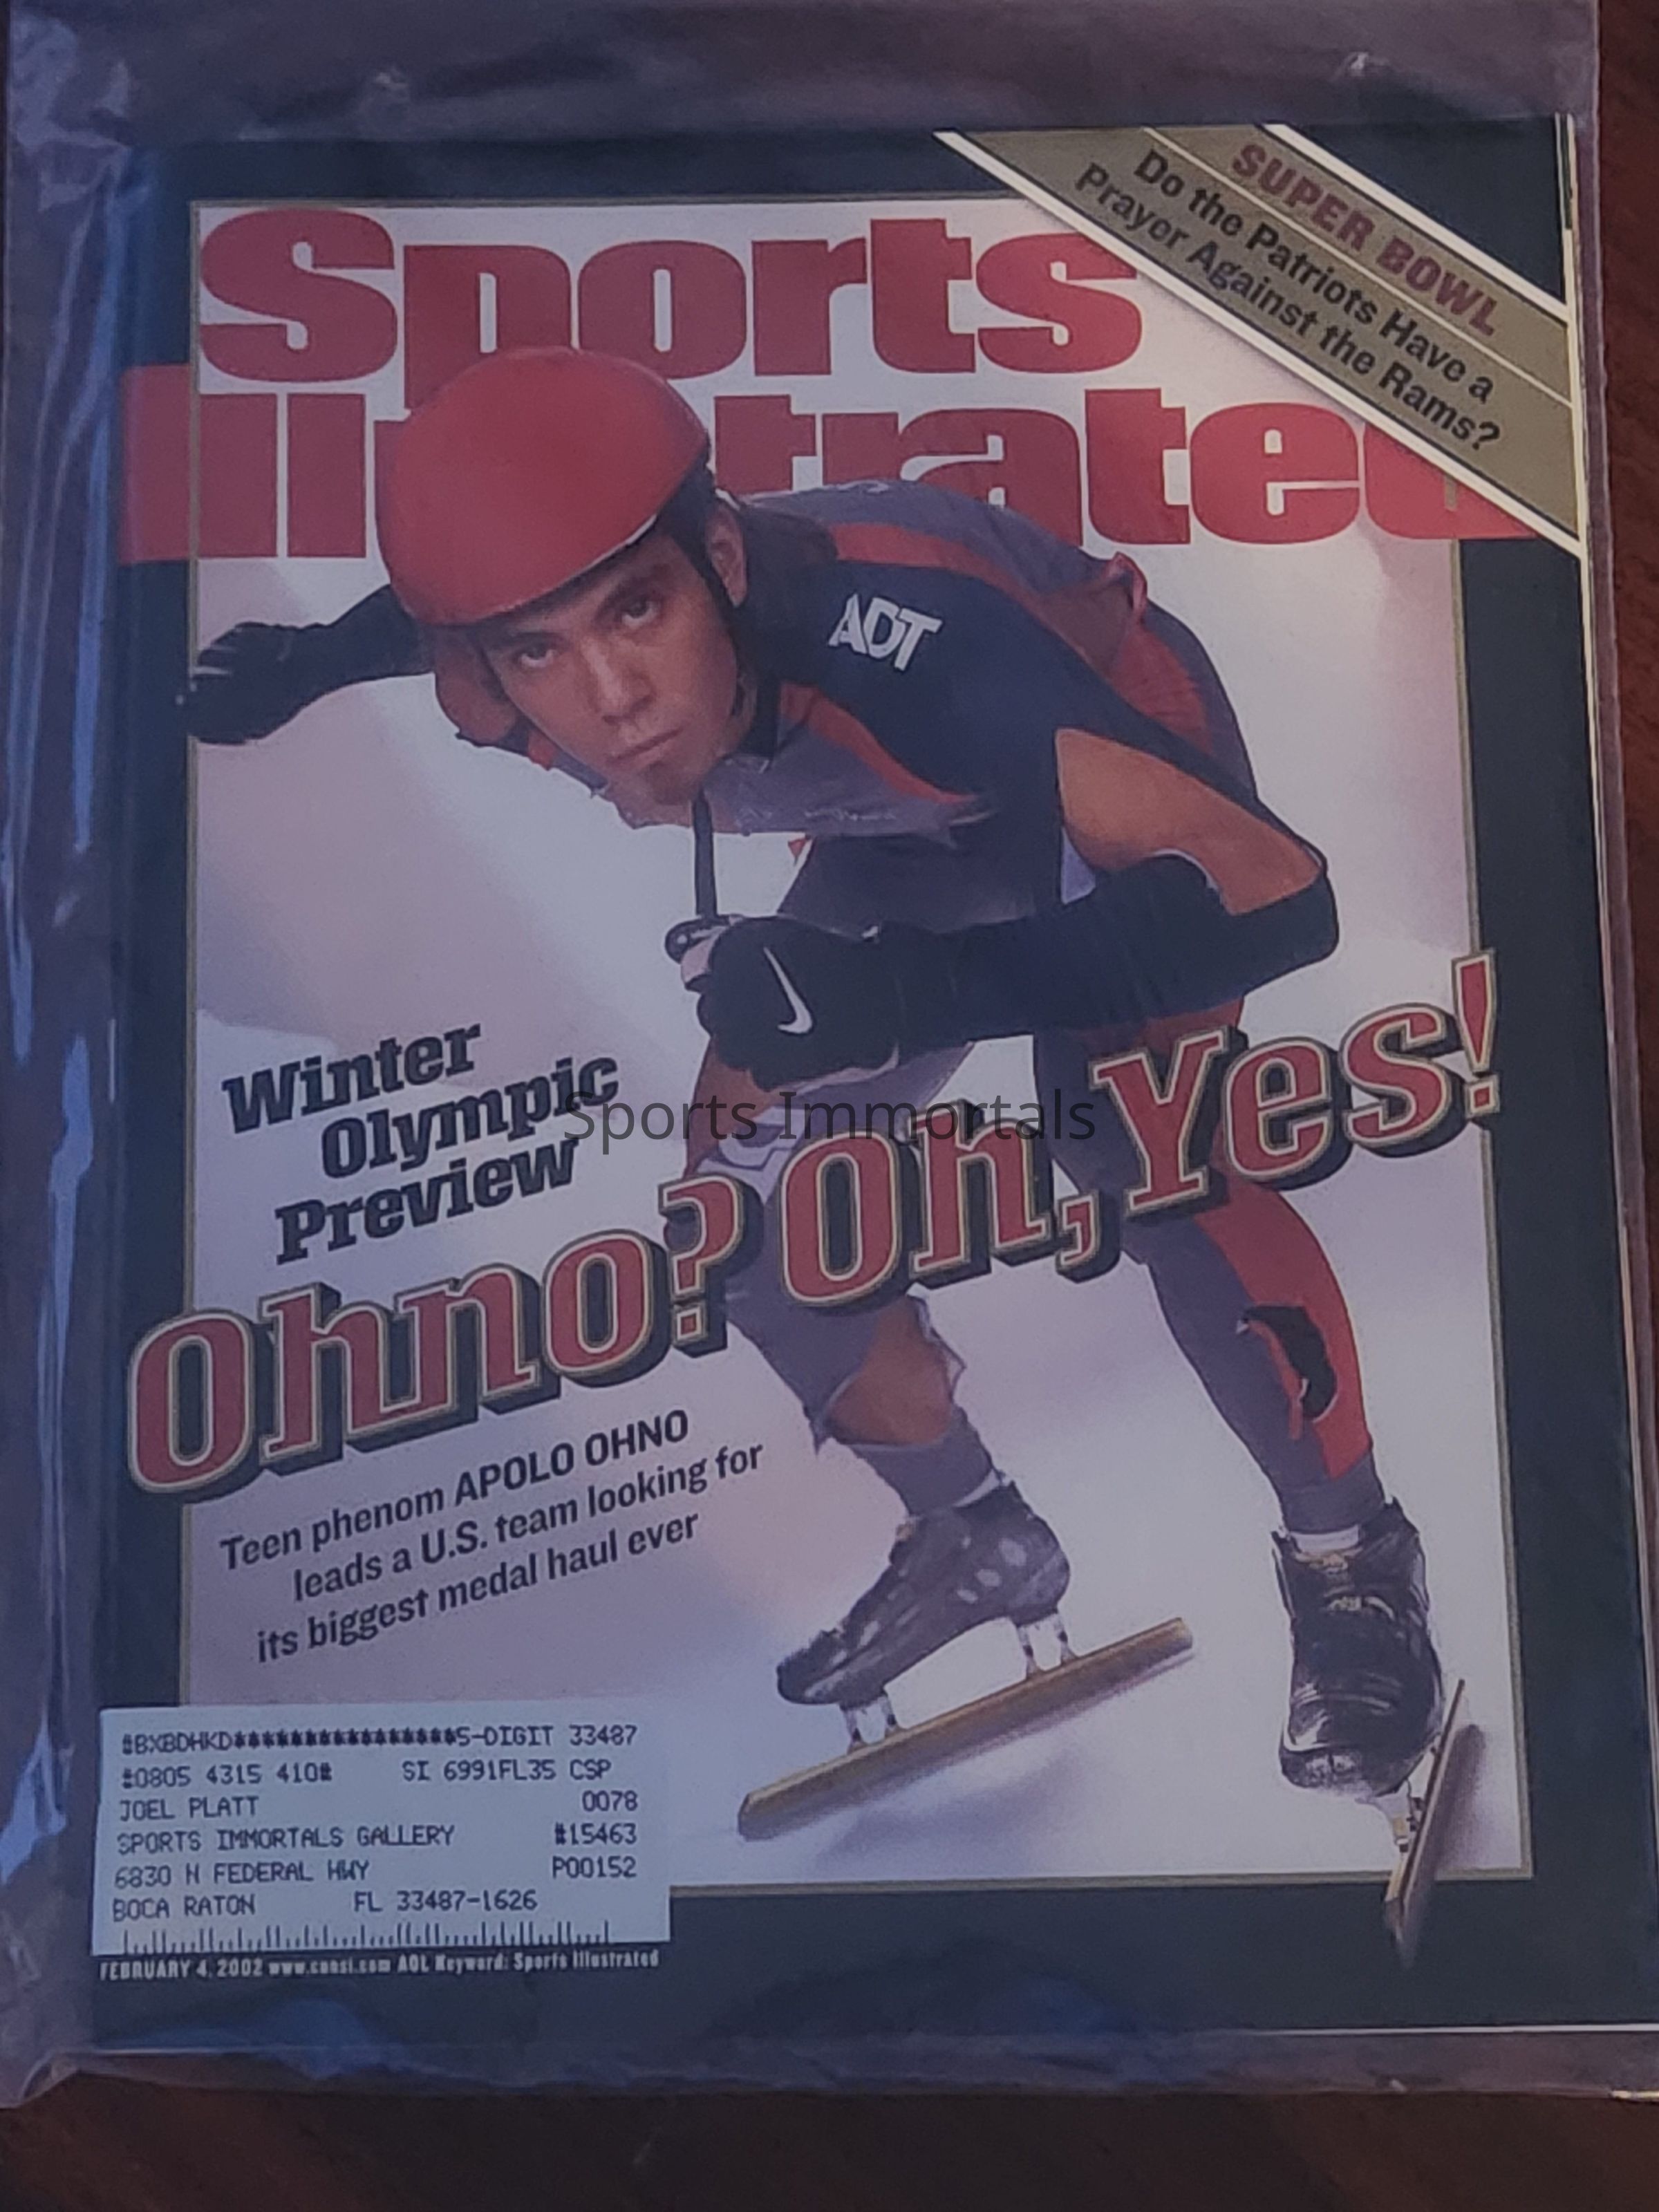 SUPER BOWL
Do the Patriots Have a
Prayer Against the Rams?
Sports
Illustrated
ADT
Winter
Olympic
Preview
Sports Immortals
Ohno? Oh, Yes!
Teen phenom APOLO OHNO
leads a U.S. team looking for
its biggest medal haul ever
#BXBDHKD****************5-DIGIT 33487
#0805 4315 410# SI 6991FL35 CSP
JOEL PLATT 0078
SPORTS IMMORTALS GALLERY #15463
6830 N FEDERAL HWY P00152
BOCA RATON FL 33487-1626
FEBRUARY 4, 2002 www.cnnsi.com AOL Keyword: Sports Illustrated